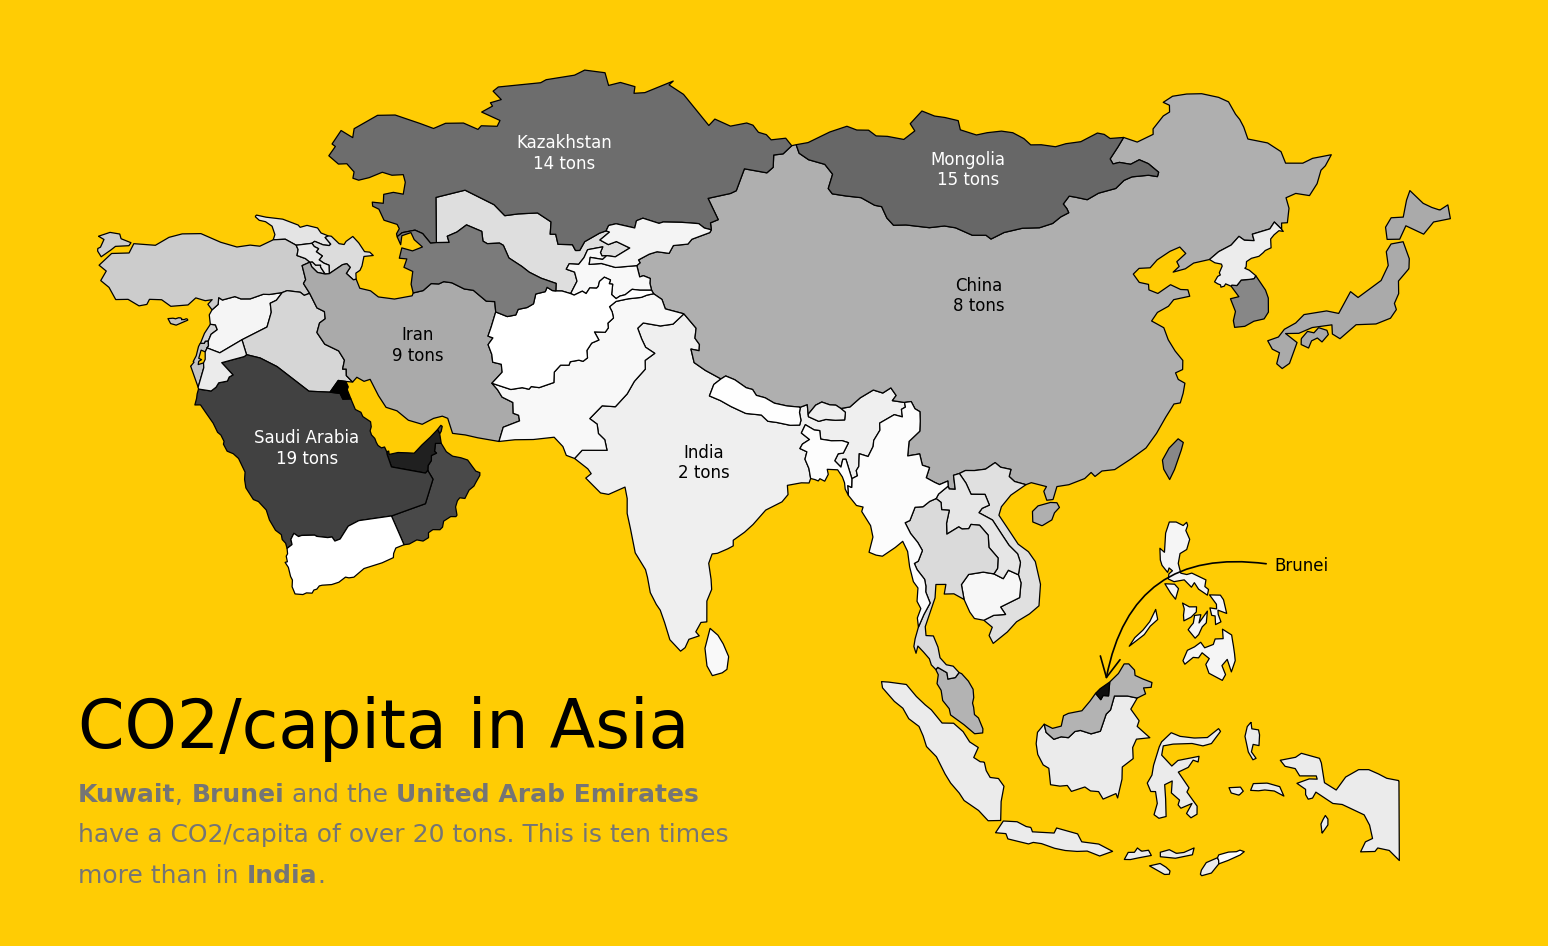 Kazakhstan
14 tons
Mongolia
15 tons
China
8 tons
Iran
9 tons
Saudi Arabia
19 tons
India
2 tons
Brunei
CO2/capita in Asia
Kuwait, Brunei and the United Arab Emirates
have a CO2/capita of over 20 tons. This is ten times
more than in India.